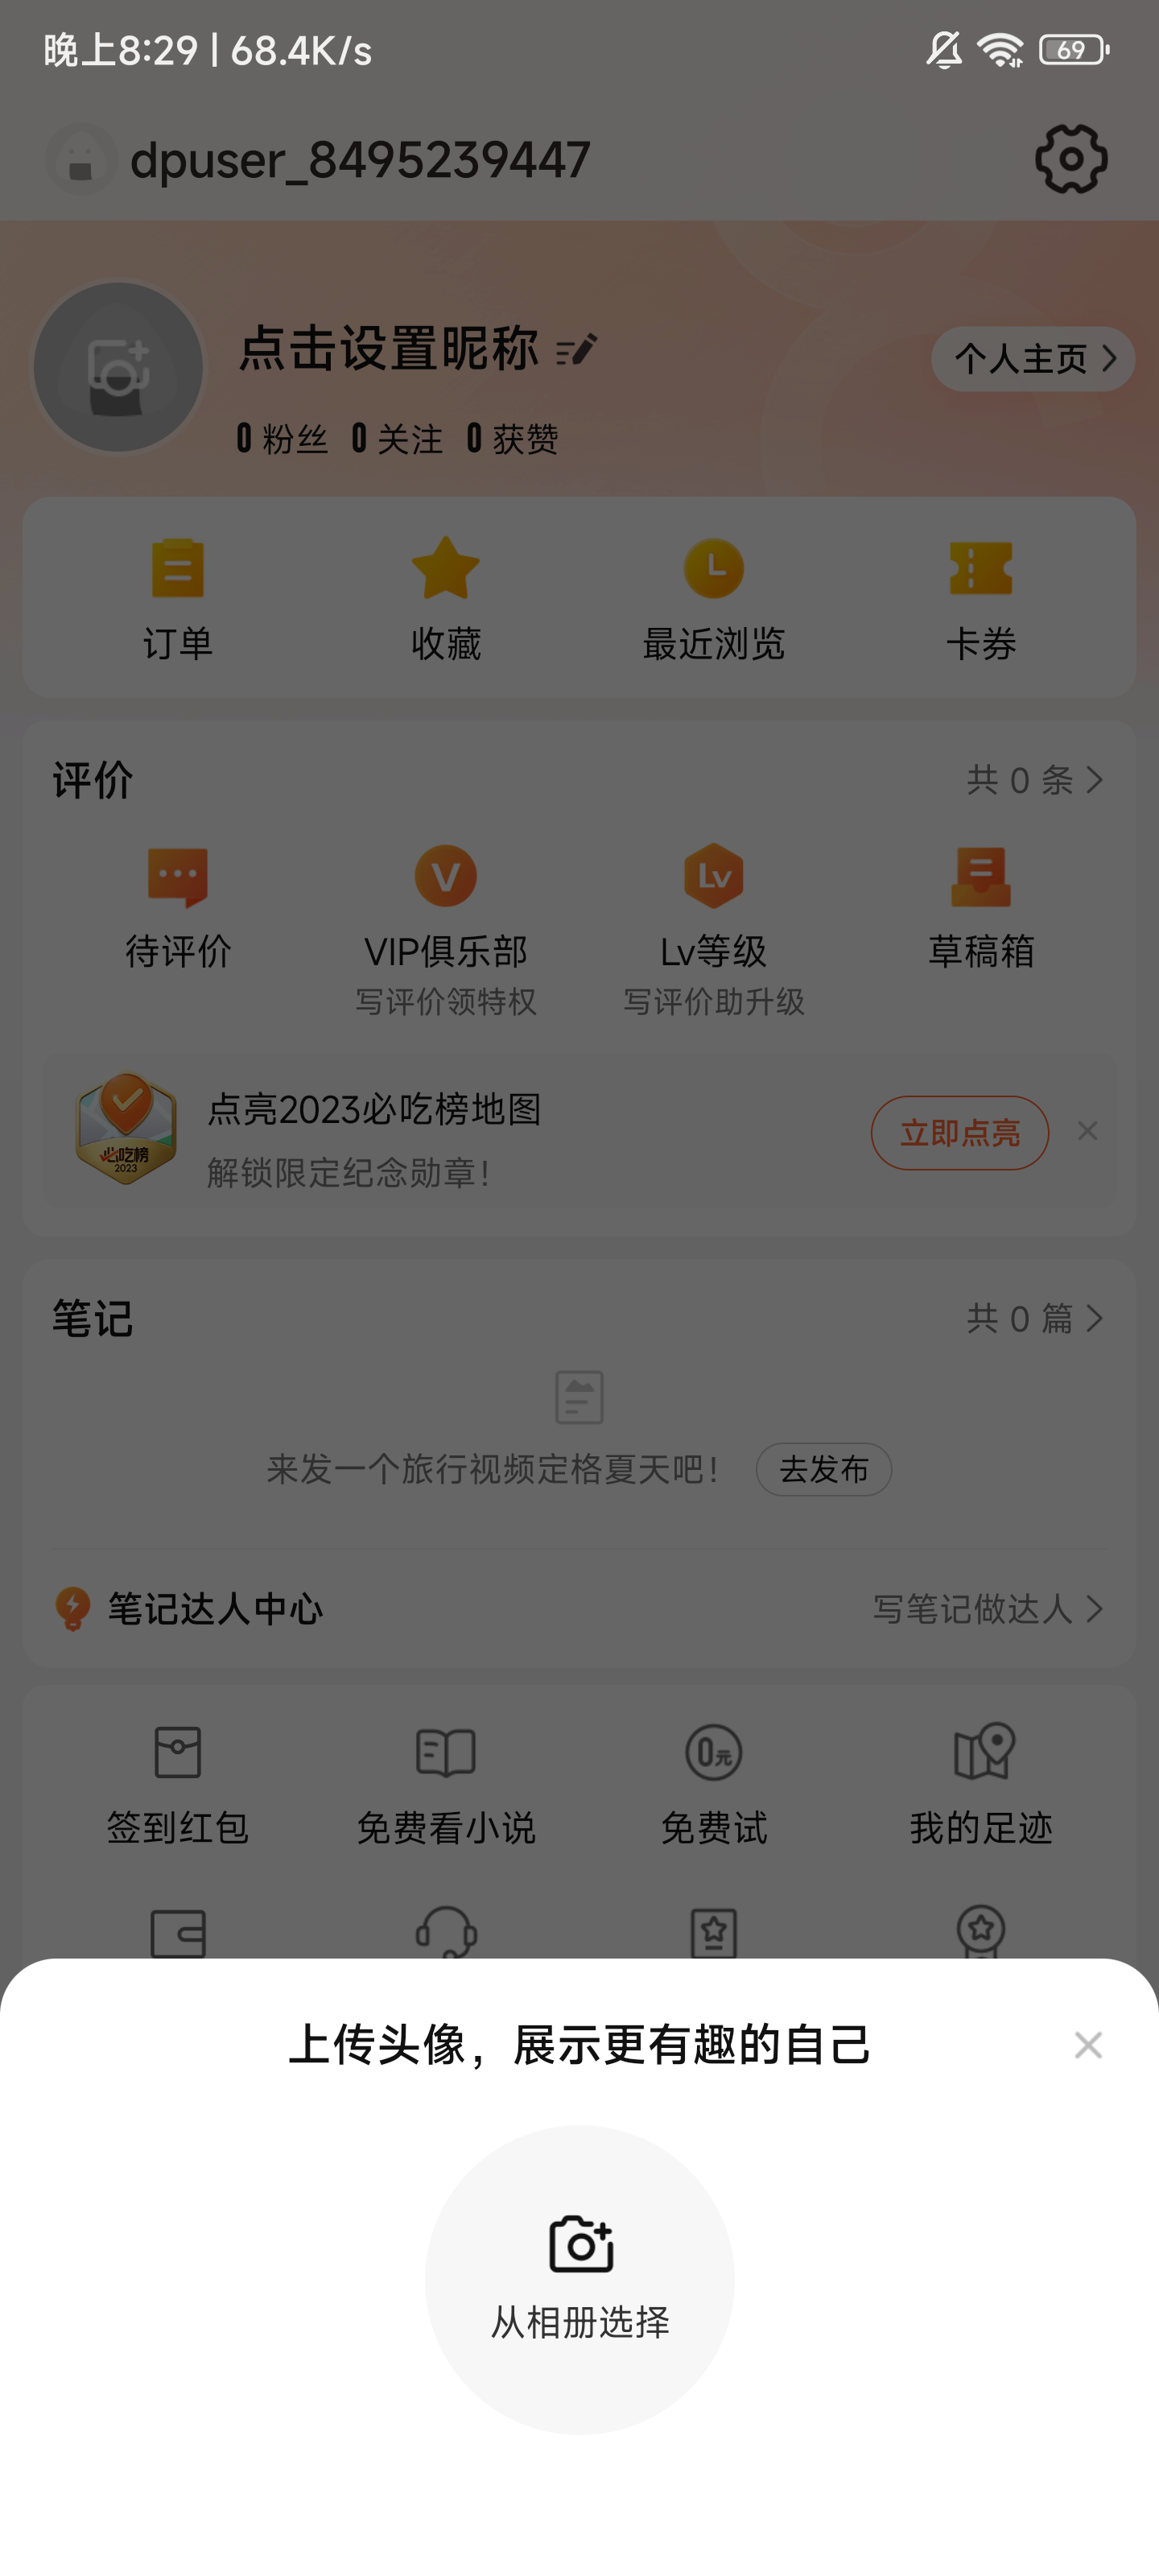 晚上8:29 | 68.4K/s
69
dpuser_8495239447
点击设置昵称
个人主页
0 粉丝 0 关注 0 获赞
订单 收藏 最近浏览 卡券
评价 共 0 条
V Lv
待评价 VIP俱乐部 Lv等级 草稿箱
写评价领特权 写评价助升级
点亮2023必吃榜地图
解锁限定纪念勋章！
立即点亮
必吃榜
2023
笔记 共 0 篇
来发一个旅行视频定格夏天吧！ 去发布
笔记达人中心 写笔记做达人
0元
签到红包 免费看小说 免费试 我的足迹
上传头像，展示更有趣的自己
从相册选择